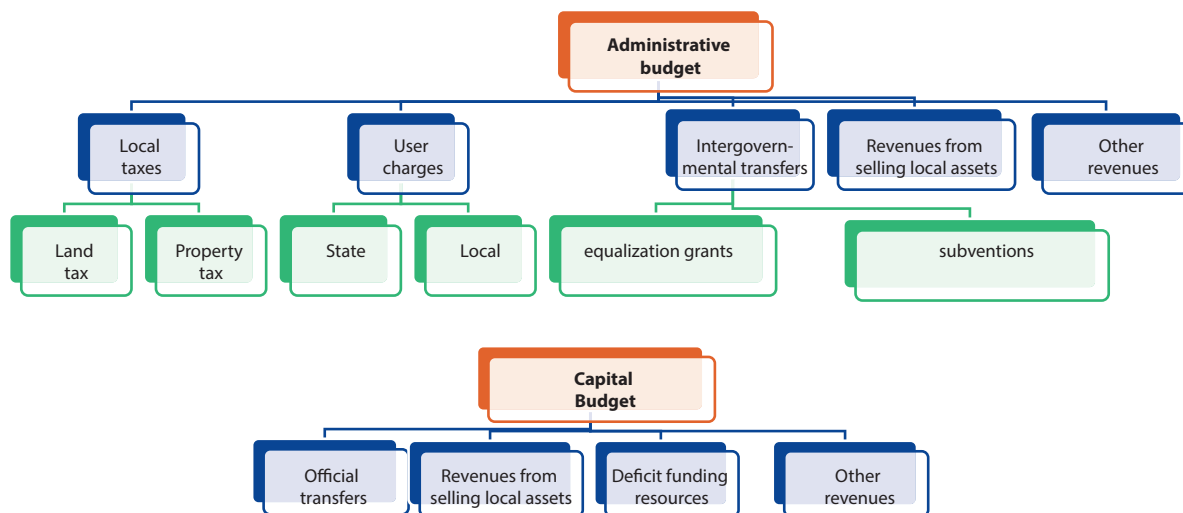 Administrative
budget
Local
taxes
User
charges
Intergovern-
mental transfers
Revenues from
selling local assets
Other
revenues
Land
tax
Property
tax
State
Local
equalization grants
subventions
Capital
Budget
Official
transfers
Revenues from
selling local assets
Deficit funding
resources
Other
revenues